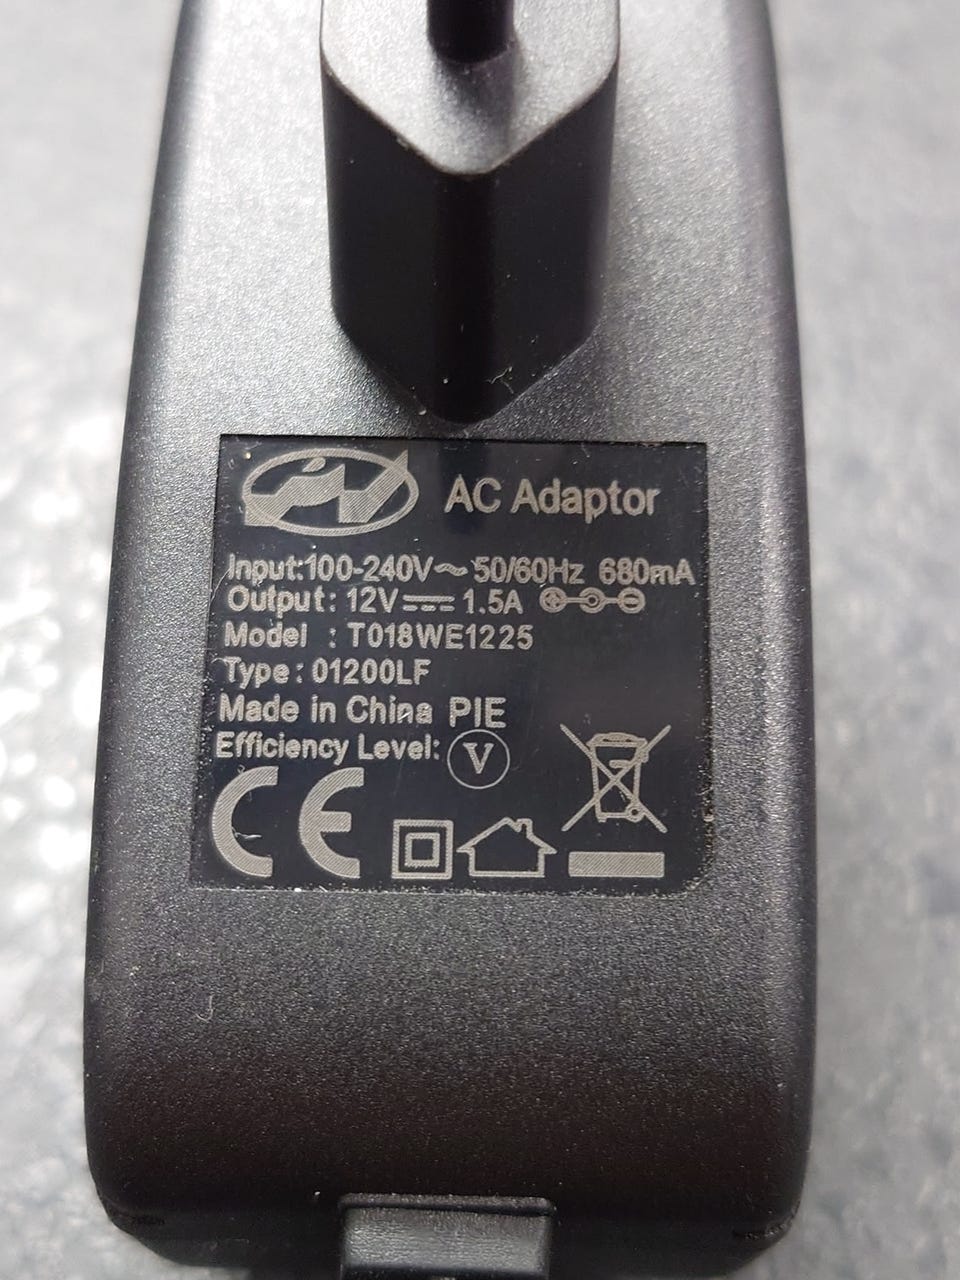 AC Adaptor
Input:100-240V~ 50/60Hz 680mA
Output: 12V⎓1.5A
Model : T018WE1225
Type: 01200LF
Made in China PIE
Efficiency Level: V
CE